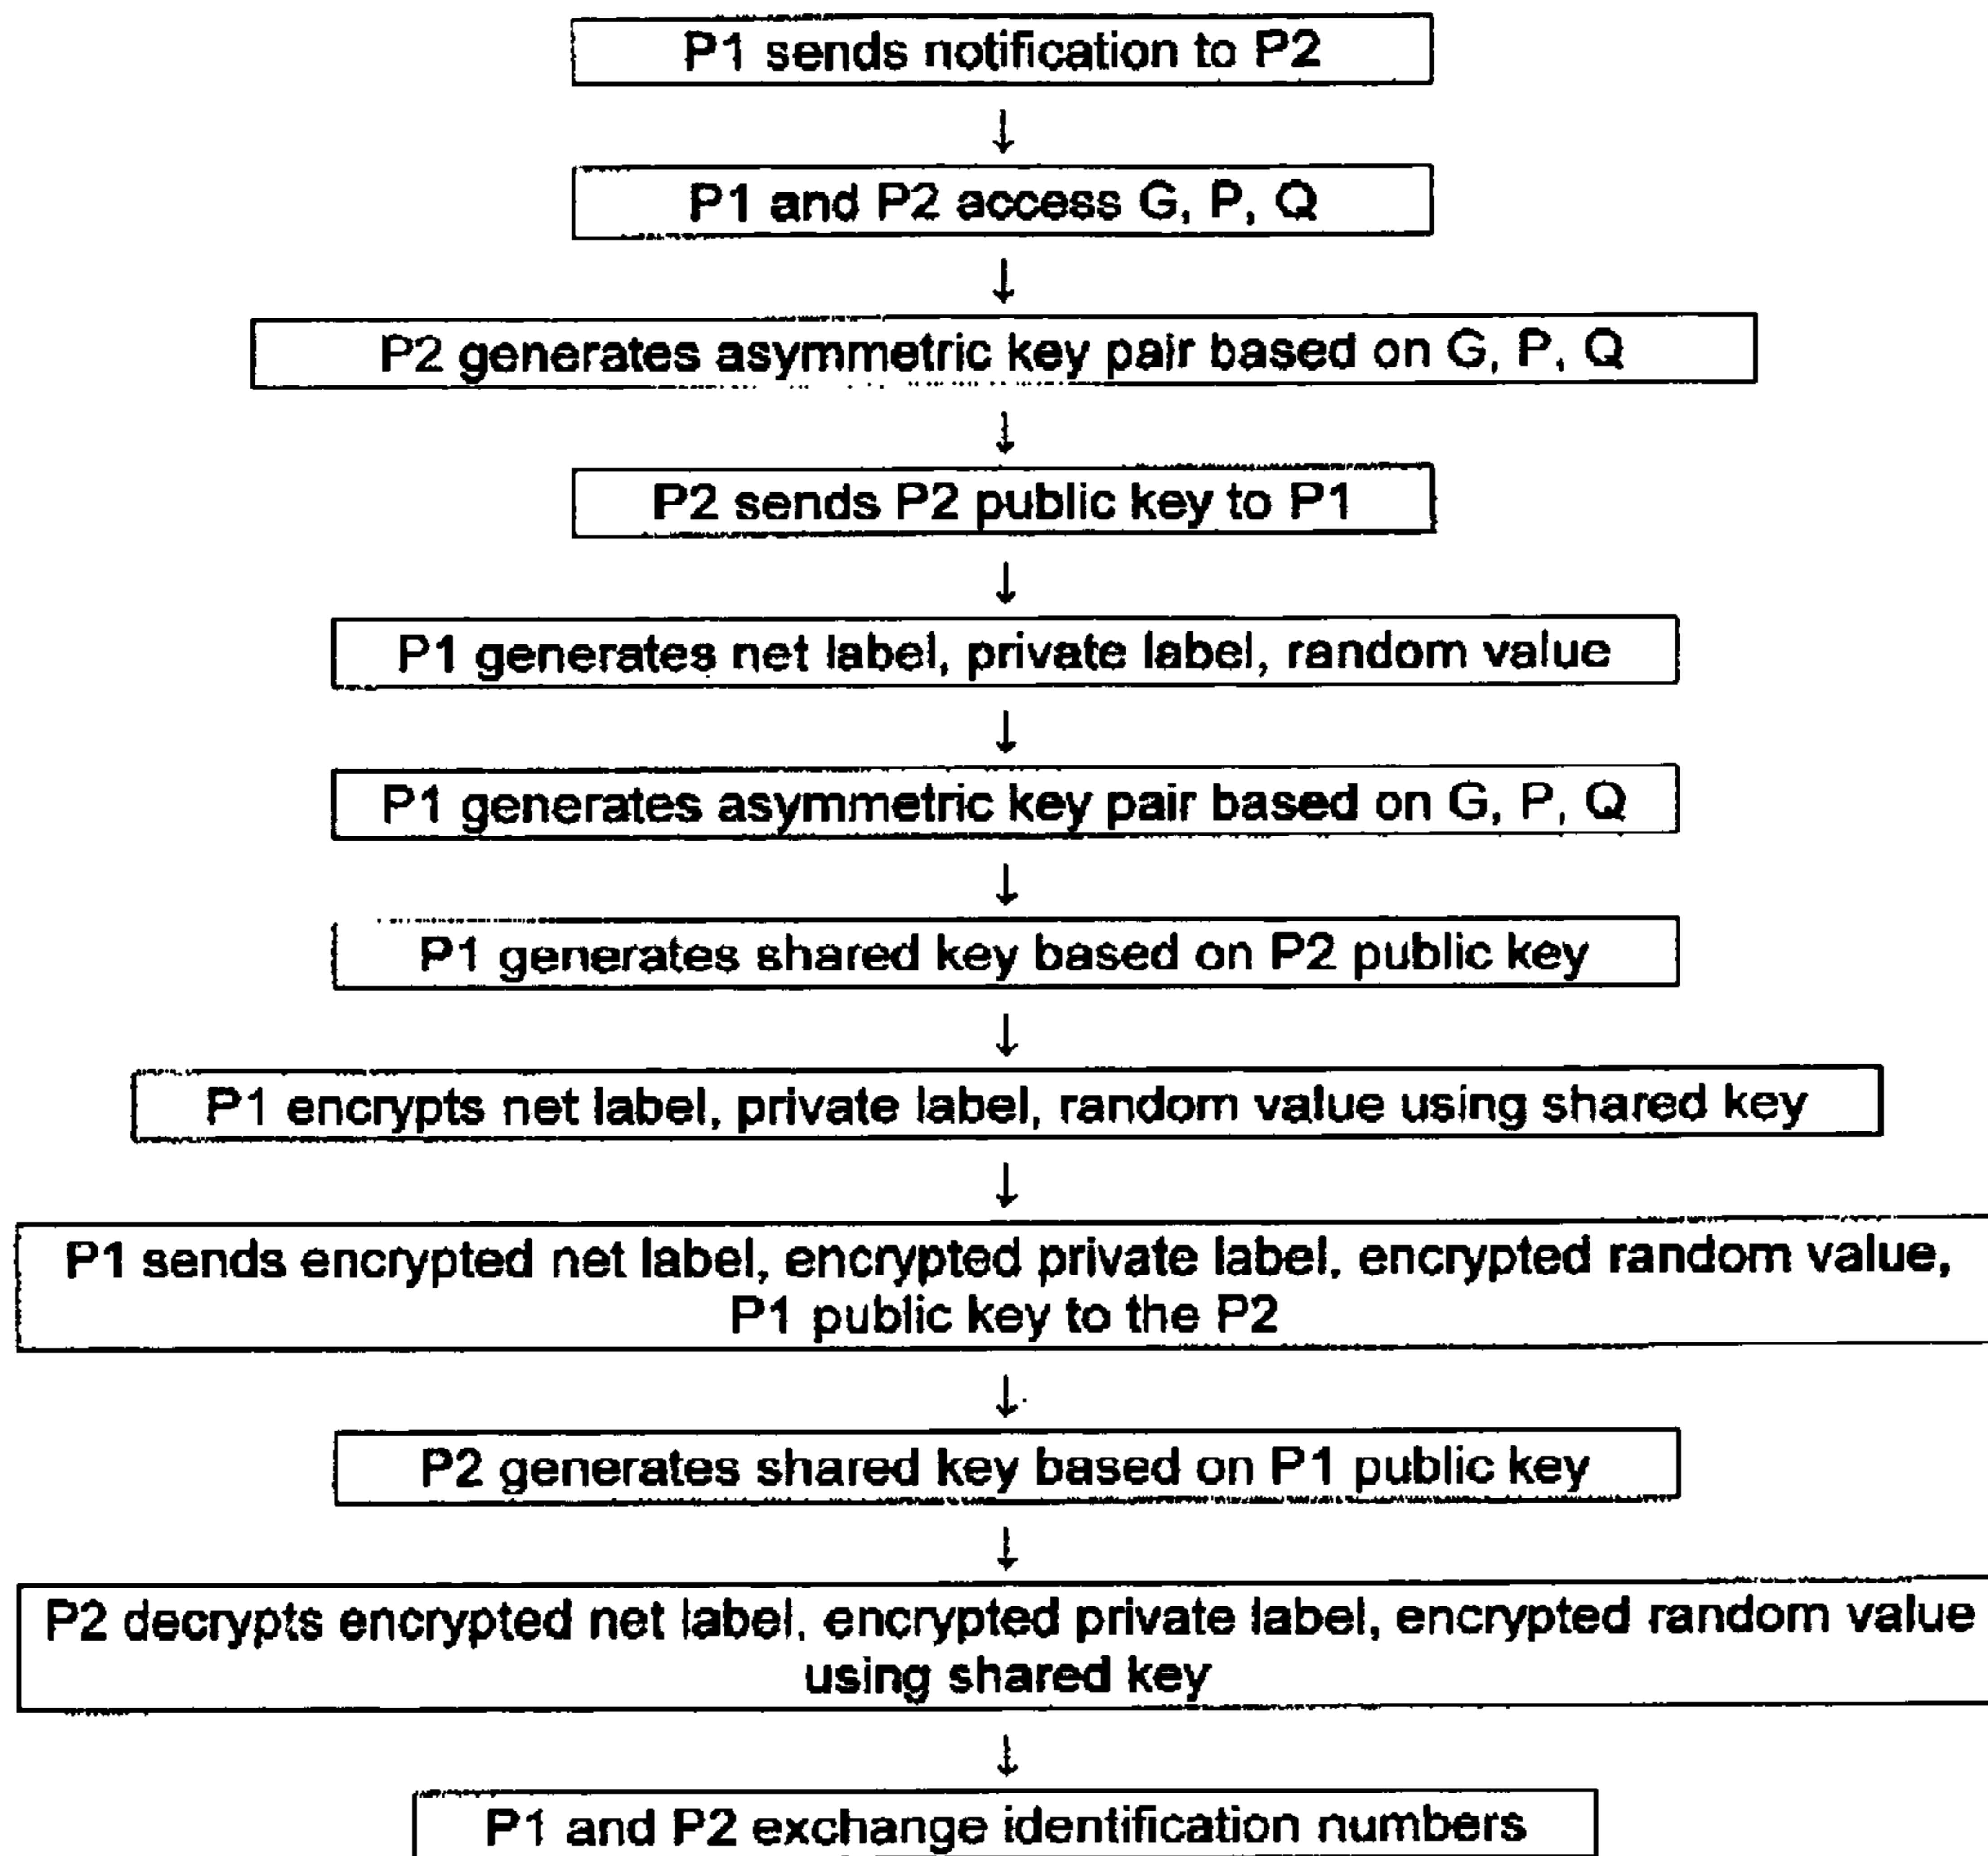 P1 sends notification to P2
↓
P1 and P2 access G, P, Q
↓
P2 generates asymmetric key pair based on G, P, Q
↓
P2 sends P2 public key to P1
↓
P1 generates net label, private label, random value
↓
P1 generates asymmetric key pair based on G, P, Q
↓
P1 generates shared key based on P2 public key
↓
P1 encrypts net label, private label, random value using shared key
↓
P1 sends encrypted net label, encrypted private label, encrypted random value,
P1 public key to the P2
↓
P2 generates shared key based on P1 public key
↓
P2 decrypts encrypted net label, encrypted private label, encrypted random value
using shared key
↓
P1 and P2 exchange identification numbers